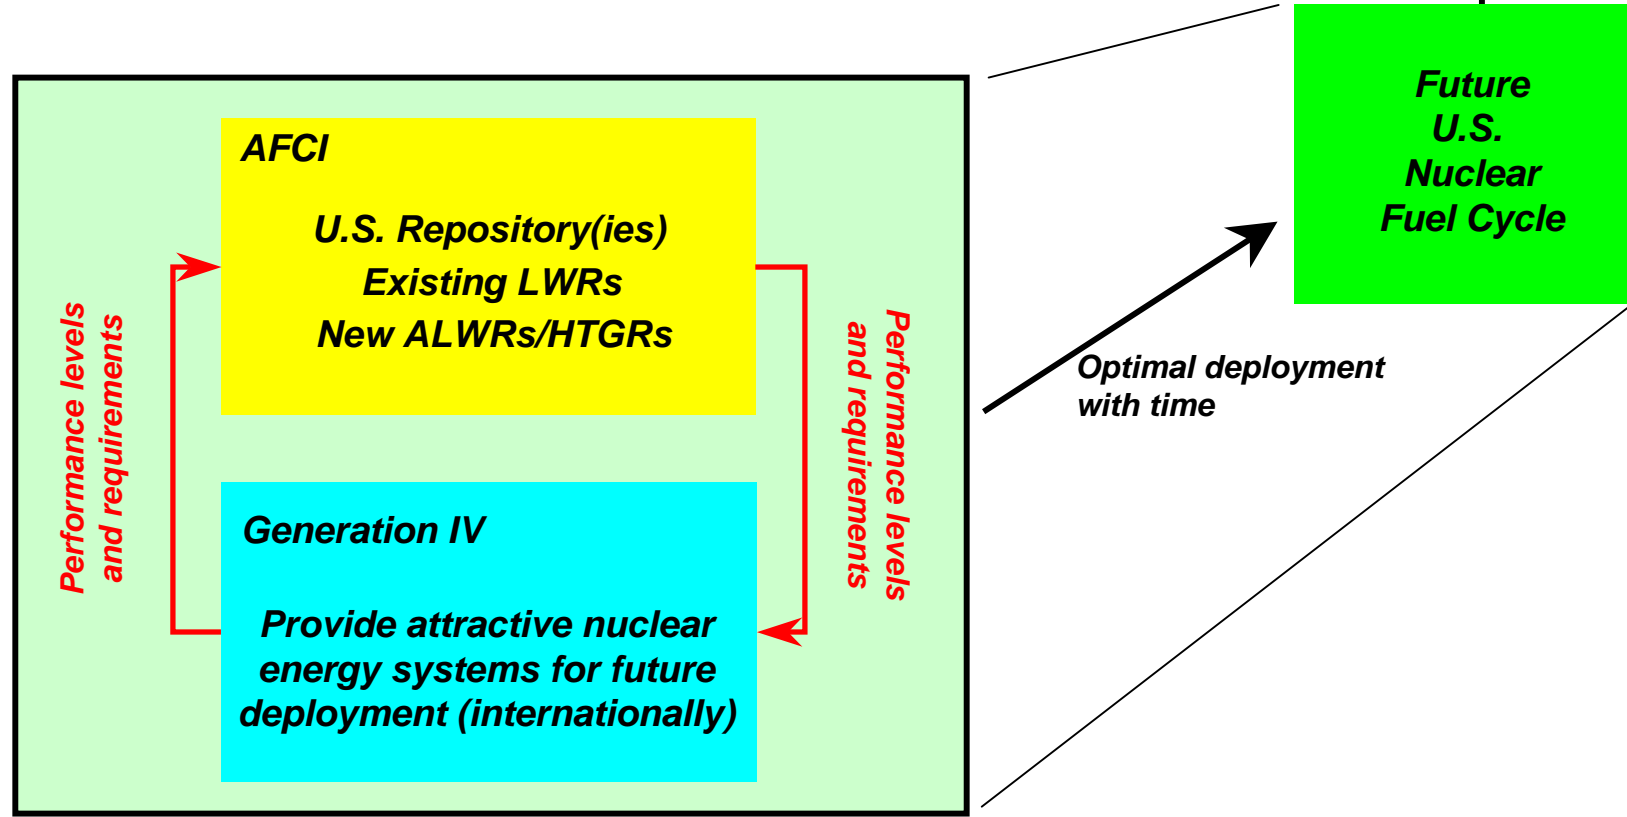 AFCI
U.S. Repository(ies)
Existing LWRs
New ALWRs/HTGRs
Performance levels
and requirements
Performance levels
and requirements
Generation IV
Provide attractive nuclear
energy systems for future
deployment (internationally)
Optimal deployment
with time
Future
U.S.
Nuclear
Fuel Cycle